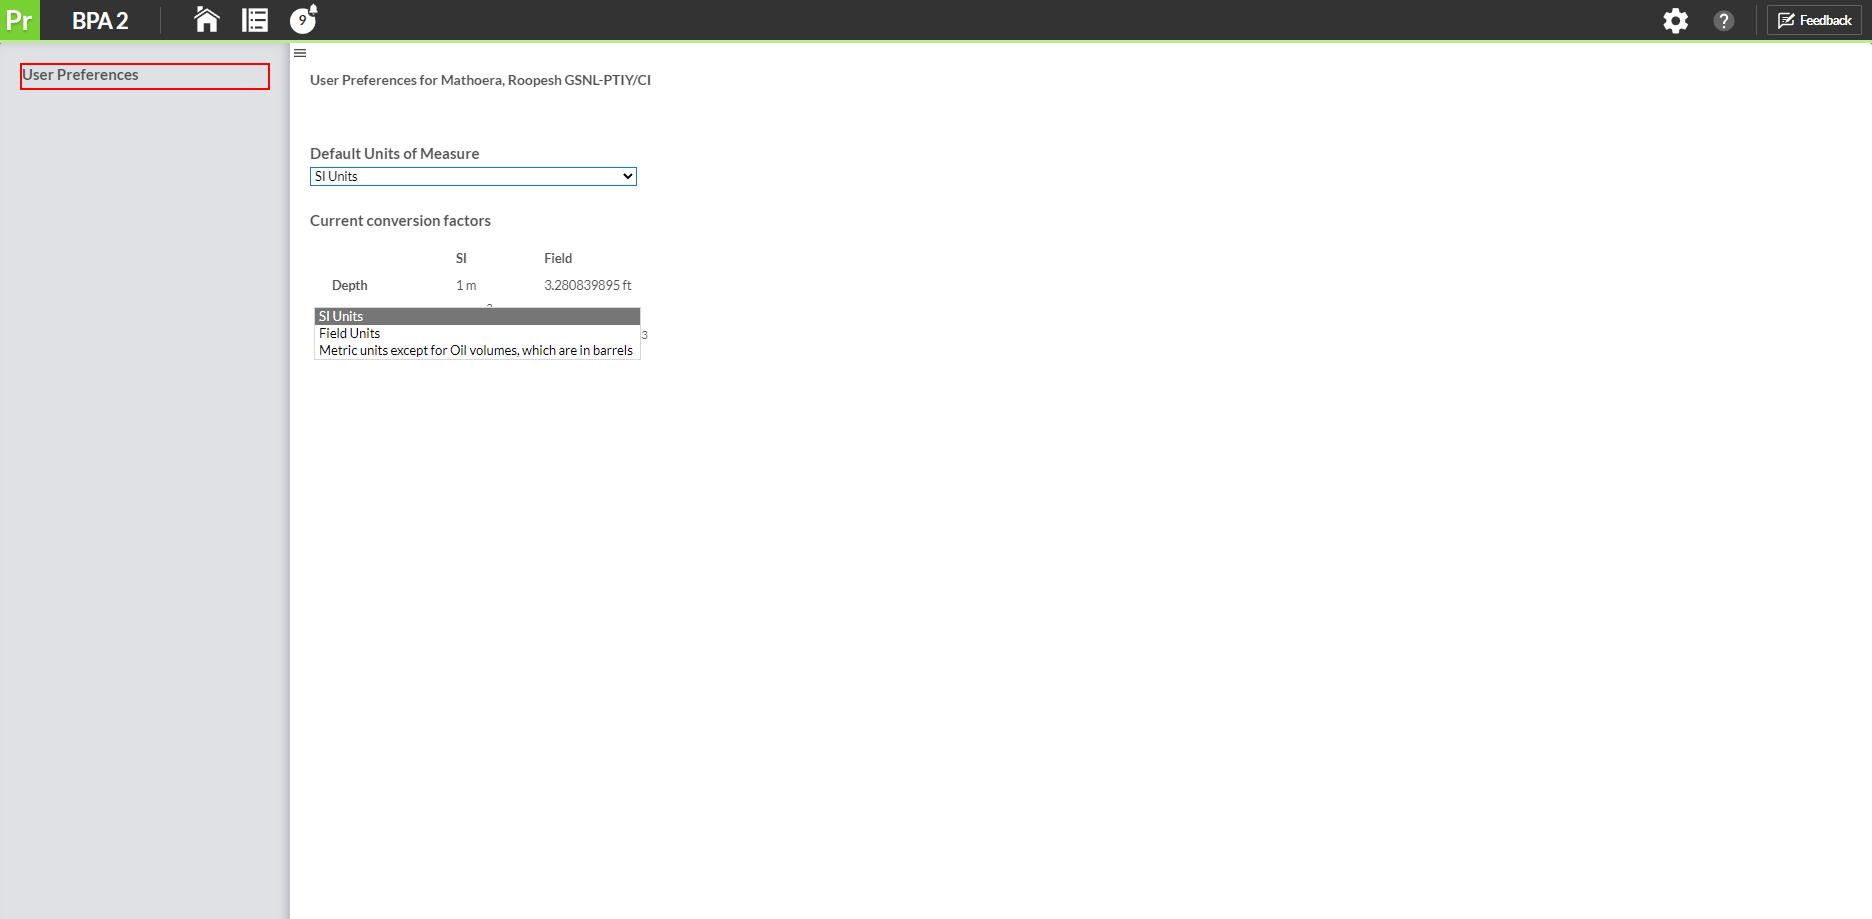 Pr BPA 2 9 ? Feedback
User Preferences
User Preferences for Mathoera, Roopesh GSNL-PTIY/CI
Default Units of Measure
SI Units
Current conversion factors
SI Field
Depth 1 m 3.280839895 ft
SI Units
Field Units
3
Metric units except for Oil volumes, which are in barrels